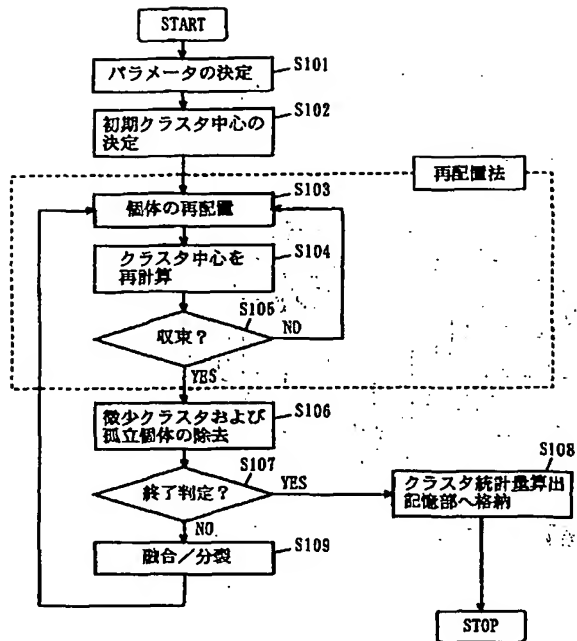 START
パラメータの決定
S101
初期クラスタ中心の
決定
S102
再配置法
個体の再配置
S103
クラスタ中心を
再計算
S104
収束?
S105
NO
YES
微少クラスタおよび
孤立個体の除去
S106
終了判定?
S107
YES
NO
クラスタ統計量算出
記憶部へ格納
S108
融合/分裂
S109
STOP